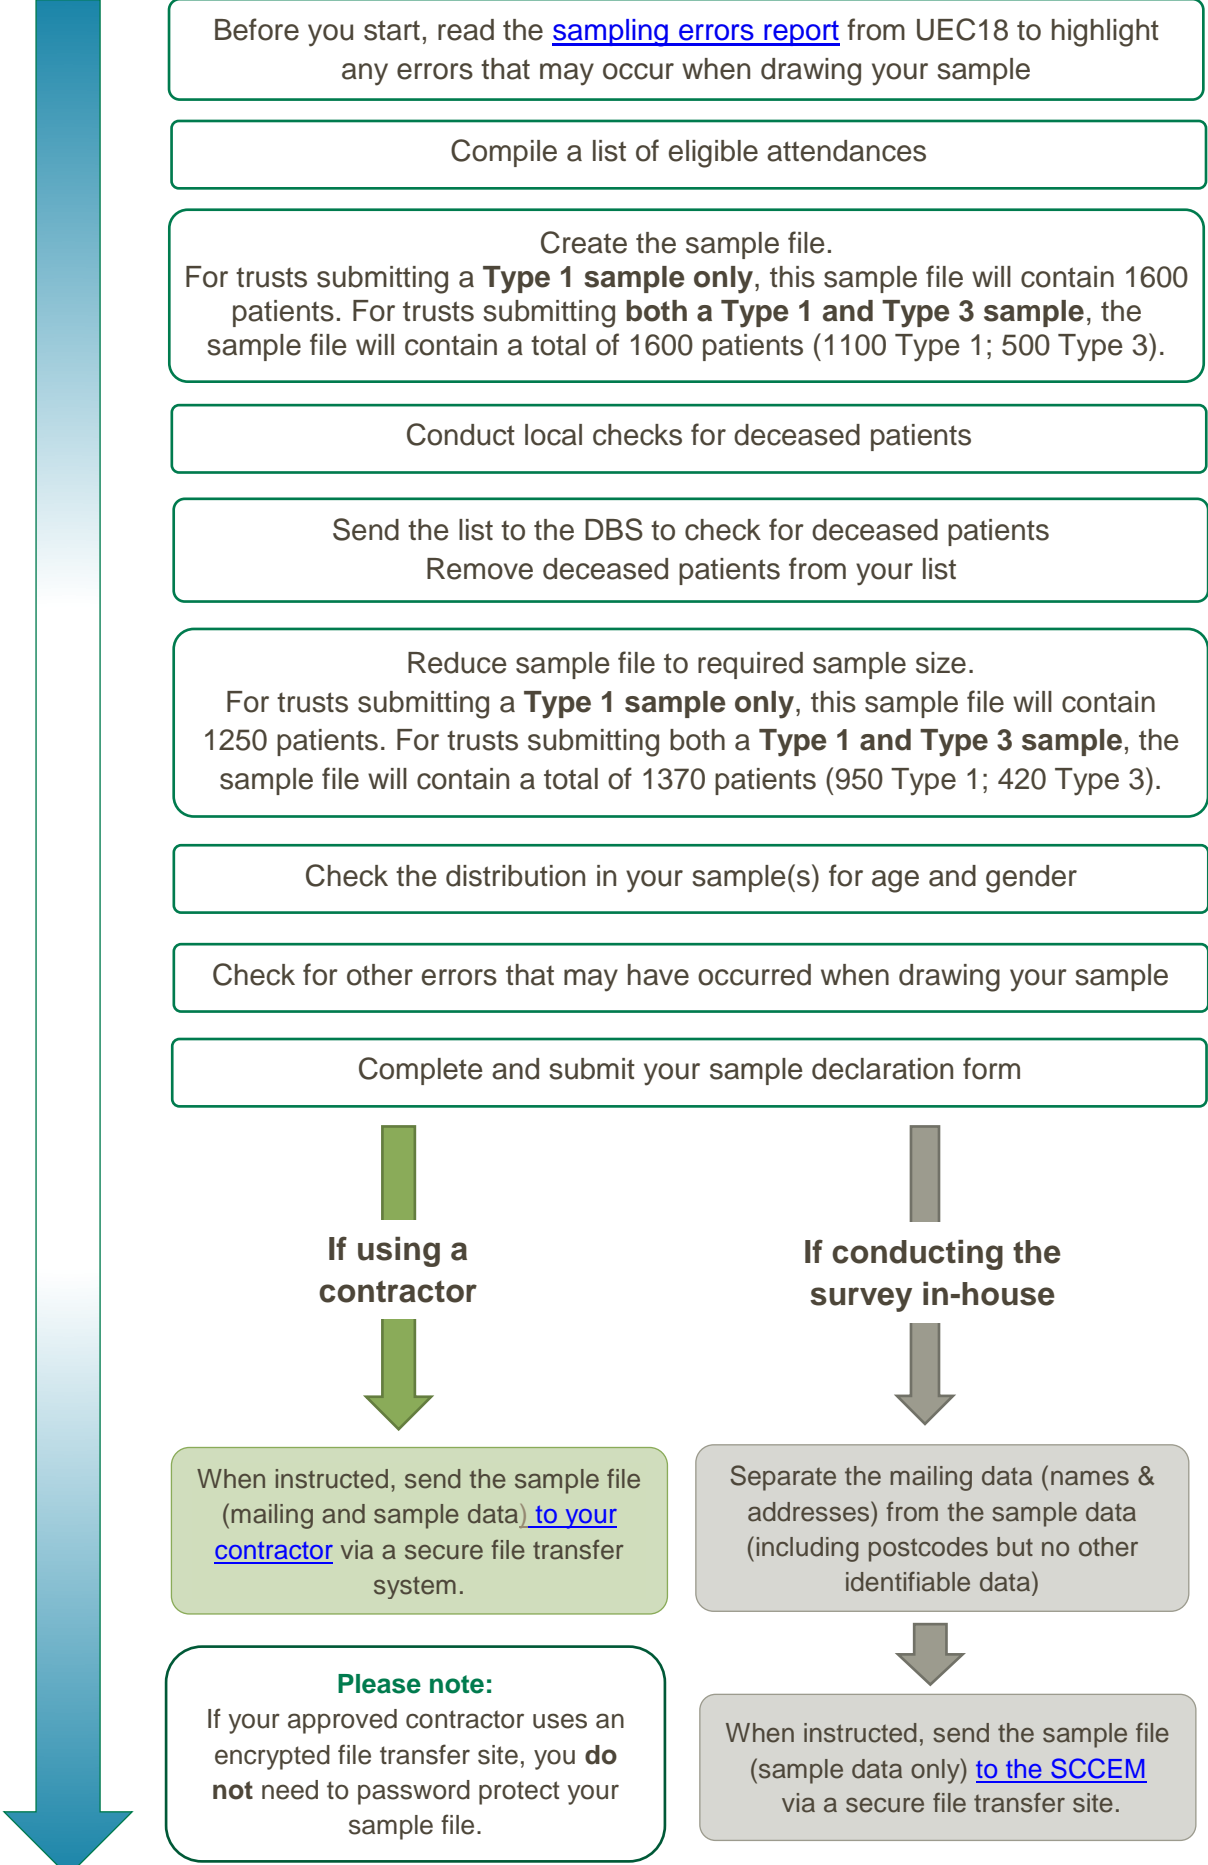 Before you start, read the sampling errors report from UEC18 to highlight
any errors that may occur when drawing your sample
Compile a list of eligible attendances
Create the sample file.
For trusts submitting a Type 1 sample only, this sample file will contain 1600
patients. For trusts submitting both a Type 1 and Type 3 sample, the
sample file will contain a total of 1600 patients (1100 Type 1; 500 Type 3).
Conduct local checks for deceased patients
Send the list to the DBS to check for deceased patients
Remove deceased patients from your list
Reduce sample file to required sample size.
For trusts submitting a Type 1 sample only, this sample file will contain
1250 patients. For trusts submitting both a Type 1 and Type 3 sample, the
sample file will contain a total of 1370 patients (950 Type 1; 420 Type 3).
Check the distribution in your sample(s) for age and gender
Check for other errors that may have occurred when drawing your sample
Complete and submit your sample declaration form
If using a
contractor
When instructed, send the sample file
(mailing and sample data) to your
contractor via a secure file transfer
system.
Please note:
If your approved contractor uses an
encrypted file transfer site, you do
not need to password protect your
sample file.
If conducting the
survey in-house
Separate the mailing data (names &
addresses) from the sample data
(including postcodes but no other
identifiable data)
When instructed, send the sample file
(sample data only) to the SCCEM
via a secure file transfer site.